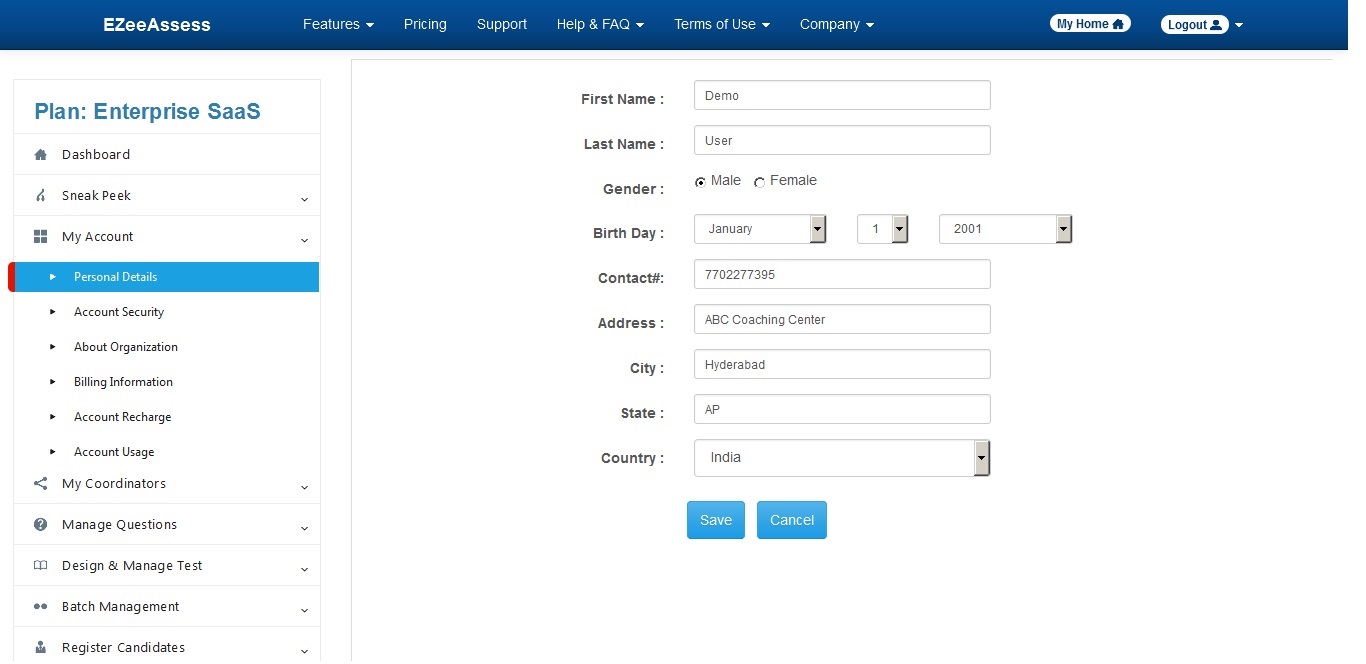 EZeeAssess Features Pricing Support Help & FAQ Terms of Use Company My Home Logout
Plan: Enterprise SaaS
Dashboard
Sneak Peek
My Account
Personal Details
Account Security
About Organization
Billing Information
Account Recharge
Account Usage
My Coordinators
Manage Questions
Design & Manage Test
Batch Management
Register Candidates
First Name : Demo
Last Name : User
Gender : Male Female
Birth Day : January 1 2001
Contact#: 7702277395
Address : ABC Coaching Center
City : Hyderabad
State : AP
Country : India
Save Cancel